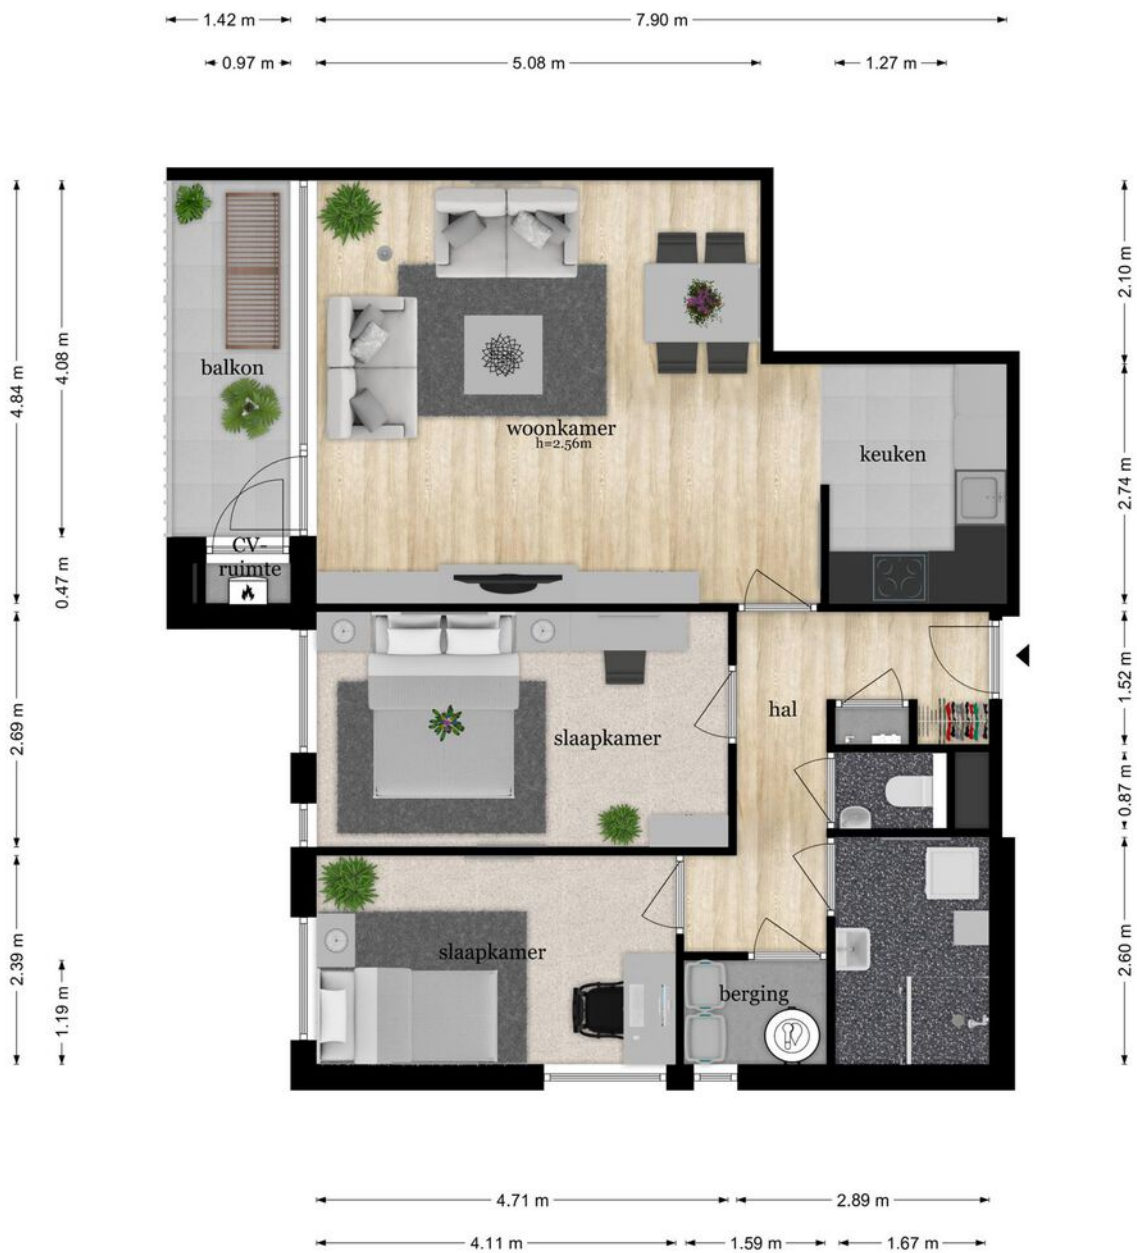 1.42 m
7.90 m
0.97 m
5.08 m
1.27 m
4.84 m
4.08 m
0.47 m
2.69 m
2.39 m
1.19 m
balkon
woonkamer
h=2.56m
keuken
CV-
ruimte
slaapkamer
hal
slaapkamer
berging
2.10 m
2.74 m
1.52 m
0.87 m
2.60 m
4.71 m
2.89 m
4.11 m
1.59 m
1.67 m